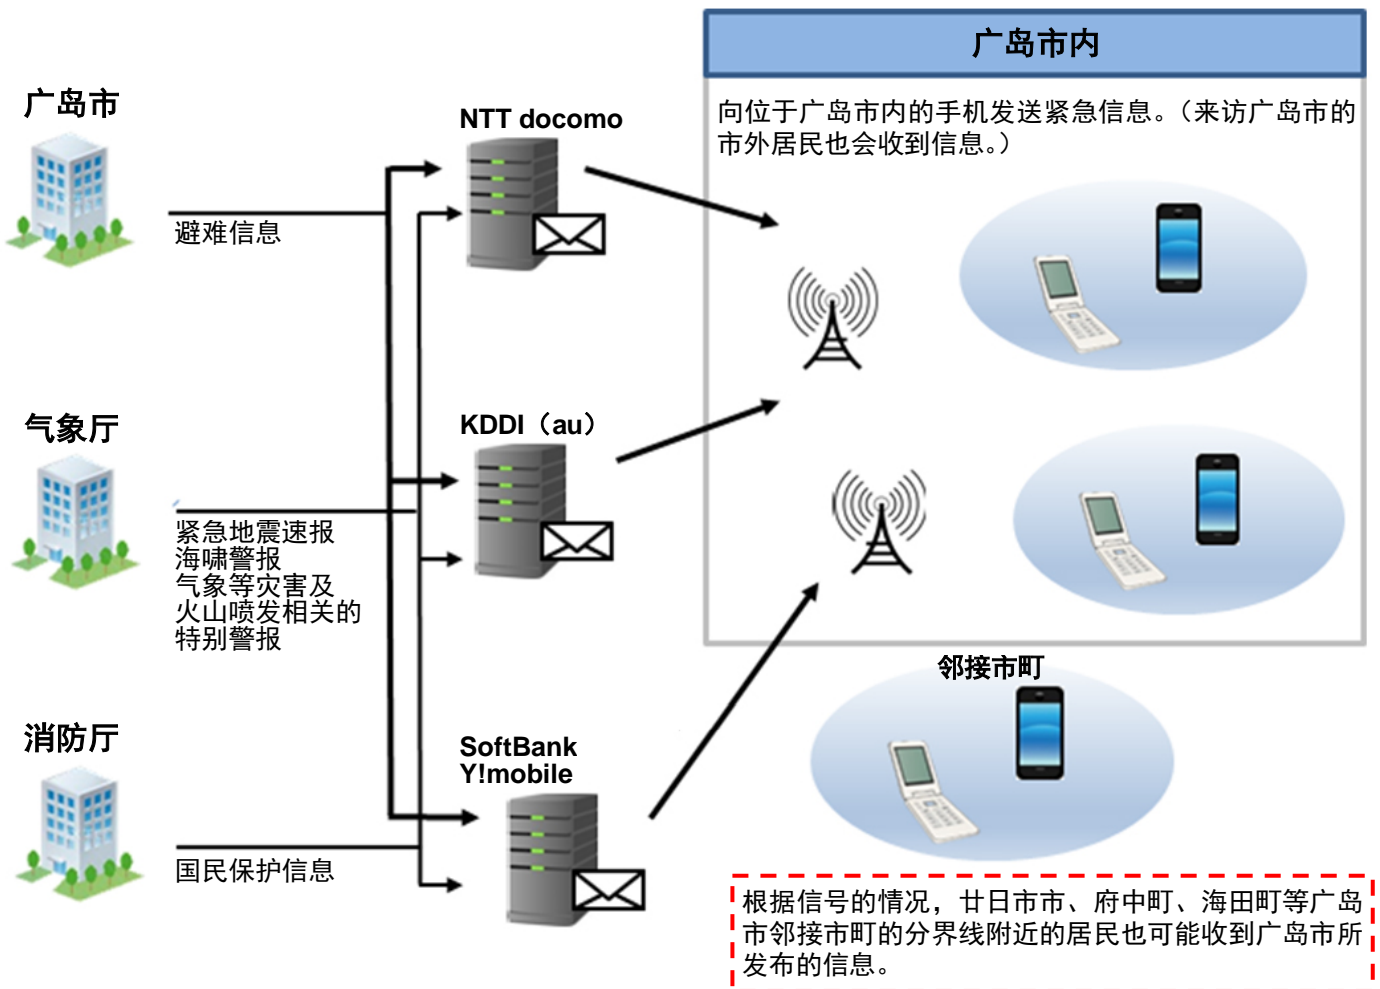 广岛市内
向位于广岛市内的手机发送紧急信息。（来访广岛市的
市外居民也会收到信息。）
广岛市
避难信息
NTT docomo
气象厅
紧急地震速报
海啸警报
气象等灾害及
火山喷发相关的
特别警报
KDDI（au）
消防厅
国民保护信息
SoftBank
Y!mobile
邻接市町
根据信号的情况，廿日市市、府中町、海田町等广岛
市邻接市町的分界线附近的居民也可能收到广岛市所
发布的信息。